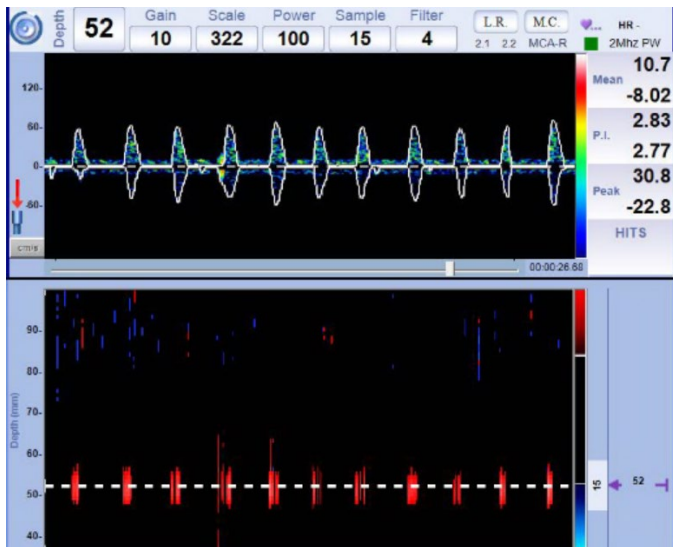 Depth 52
Gain Scale Power Sample Filter
10 322 100 15 4
L.R. M.C. HR -
2.1 2.2 MCA-R 2Mhz PW
Mean 10.7
-8.02
P.I. 2.83
2.77
Peak 30.8
-22.8
HITS
120-
60-
0-
-60-
cm/s
00:00:26.68
Depth (mm)
90-
80-
70-
60-
50-
40-
15
52